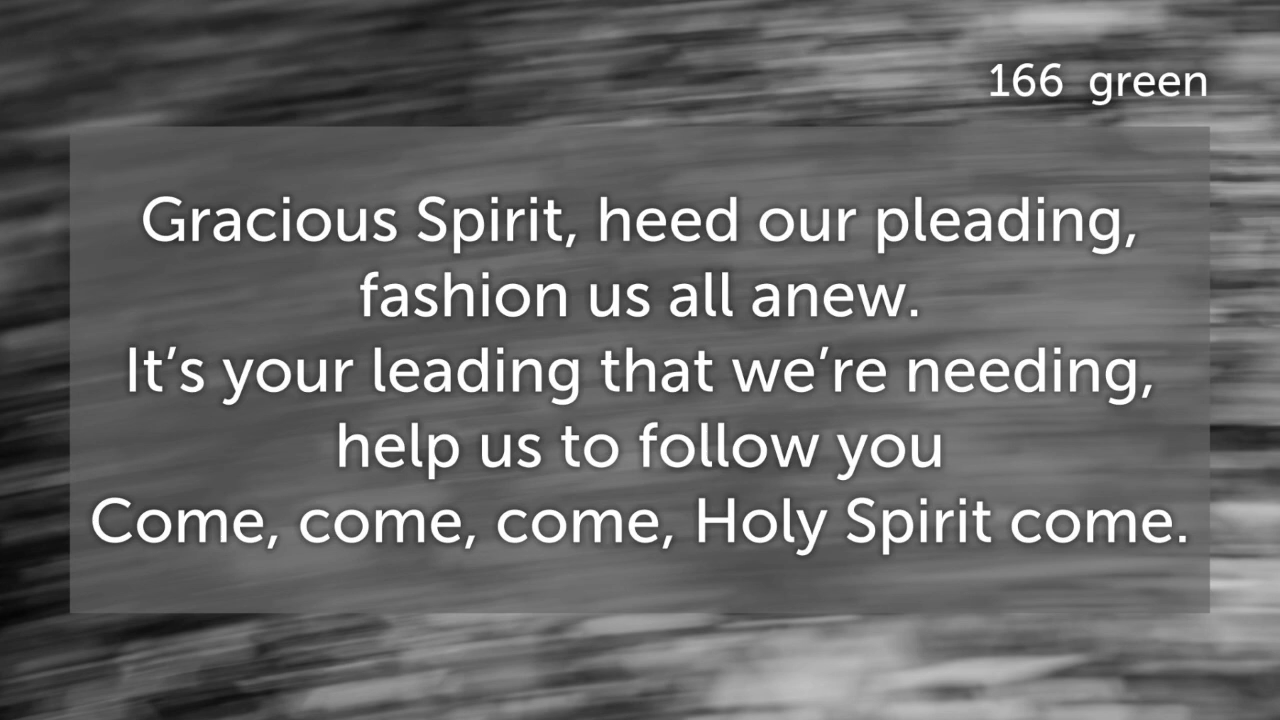 166 green
Gracious Spirit, heed our pleading,
fashion us all anew.
It’s your leading that we’re needing,
help us to follow you
Come, come, come, Holy Spirit come.